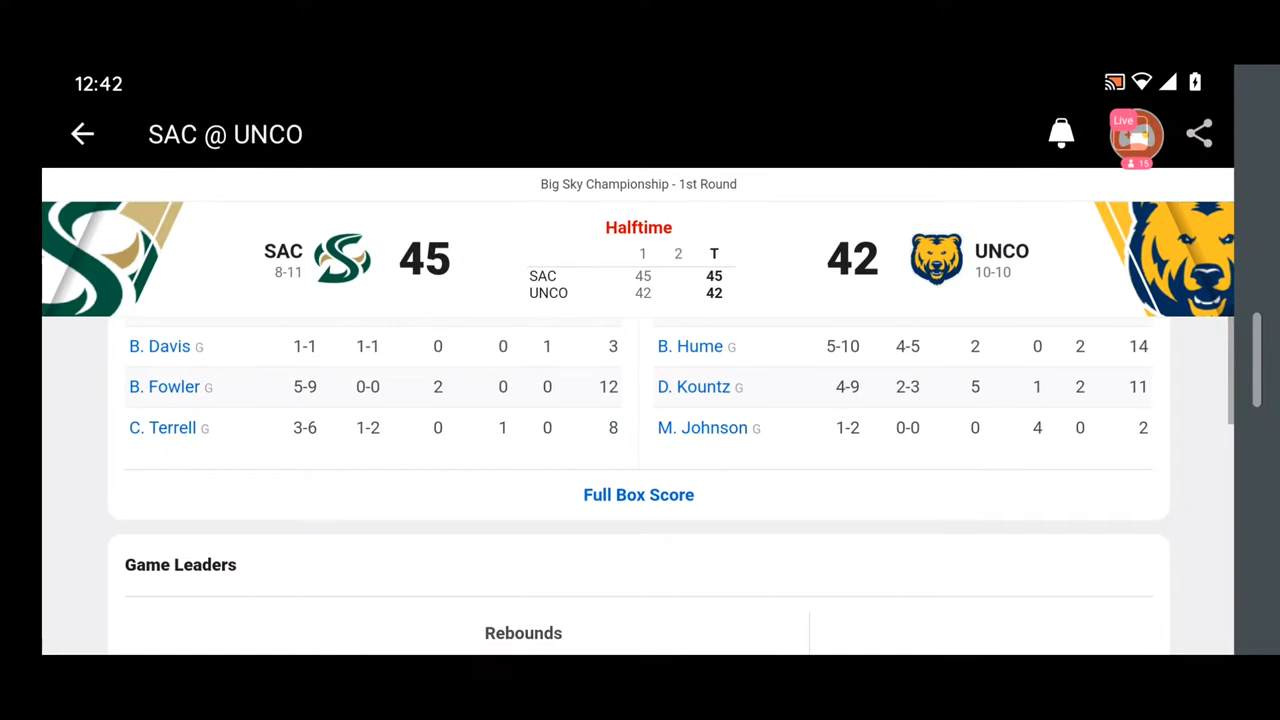 12:42
SAC @ UNCO
Live
15
Big Sky Championship - 1st Round
Halftime
SAC 45
8-11
1 2 T
SAC 45 45
UNCO 42 42
42 UNCO
10-10
B. Davis G 1-1 1-1 0 0 1 3
B. Hume G 5-10 4-5 2 0 2 14
B. Fowler G 5-9 0-0 2 0 0 12
D. Kountz G 4-9 2-3 5 1 2 11
C. Terrell G 3-6 1-2 0 1 0 8
M. Johnson G 1-2 0-0 0 4 0 2
Full Box Score
Game Leaders
Rebounds